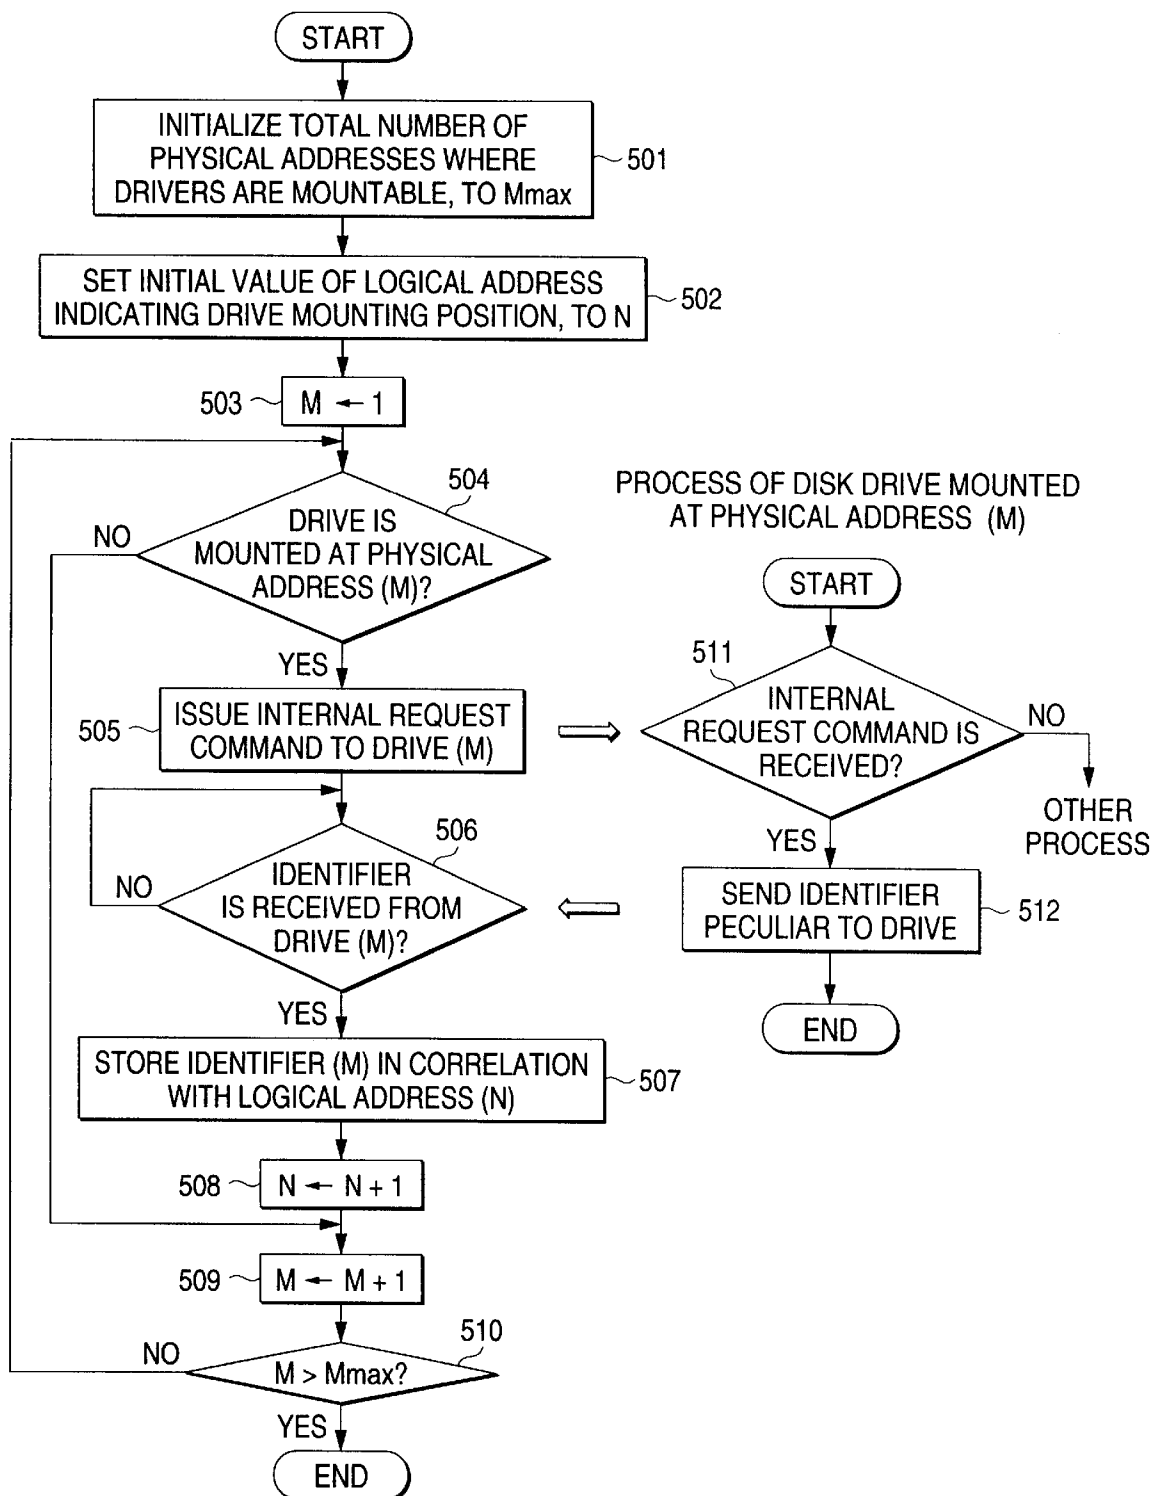 START
INITIALIZE TOTAL NUMBER OF
PHYSICAL ADDRESSES WHERE
DRIVERS ARE MOUNTABLE, TO Mmax
501
SET INITIAL VALUE OF LOGICAL ADDRESS
INDICATING DRIVE MOUNTING POSITION, TO N
502
503
M ← 1
504
DRIVE IS
MOUNTED AT PHYSICAL
ADDRESS (M)?
NO
YES
505
ISSUE INTERNAL REQUEST
COMMAND TO DRIVE (M)
506
IDENTIFIER
IS RECEIVED FROM
DRIVE (M)?
NO
YES
STORE IDENTIFIER (M) IN CORRELATION
WITH LOGICAL ADDRESS (N)
507
508
N ← N + 1
509
M ← M + 1
510
M > Mmax?
NO
YES
END
PROCESS OF DISK DRIVE MOUNTED
AT PHYSICAL ADDRESS (M)
START
511
INTERNAL
REQUEST COMMAND IS
RECEIVED?
NO
OTHER
PROCESS
YES
SEND IDENTIFIER
PECULIAR TO DRIVE
512
END